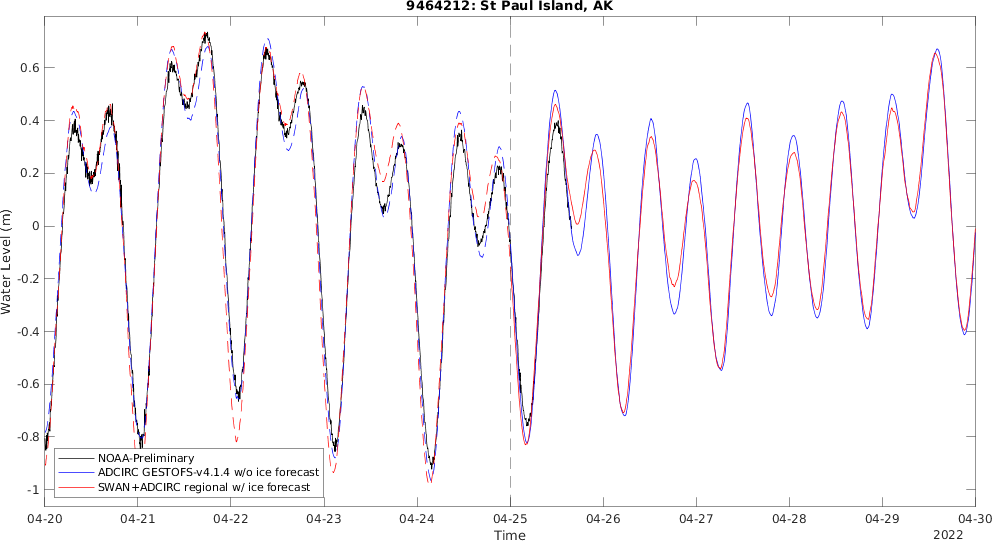 9464212: St Paul Island, AK
Water Level (m)
0.6
0.4
0.2
0
-0.2
-0.4
-0.6
-0.8
-1
NOAA-Preliminary
ADCIRC GESTOFS-v4.1.4 w/o ice forecast
SWAN+ADCIRC regional w/ ice forecast
04-20 04-21 04-22 04-23 04-24 04-25 04-26 04-27 04-28 04-29 04-30
Time
2022